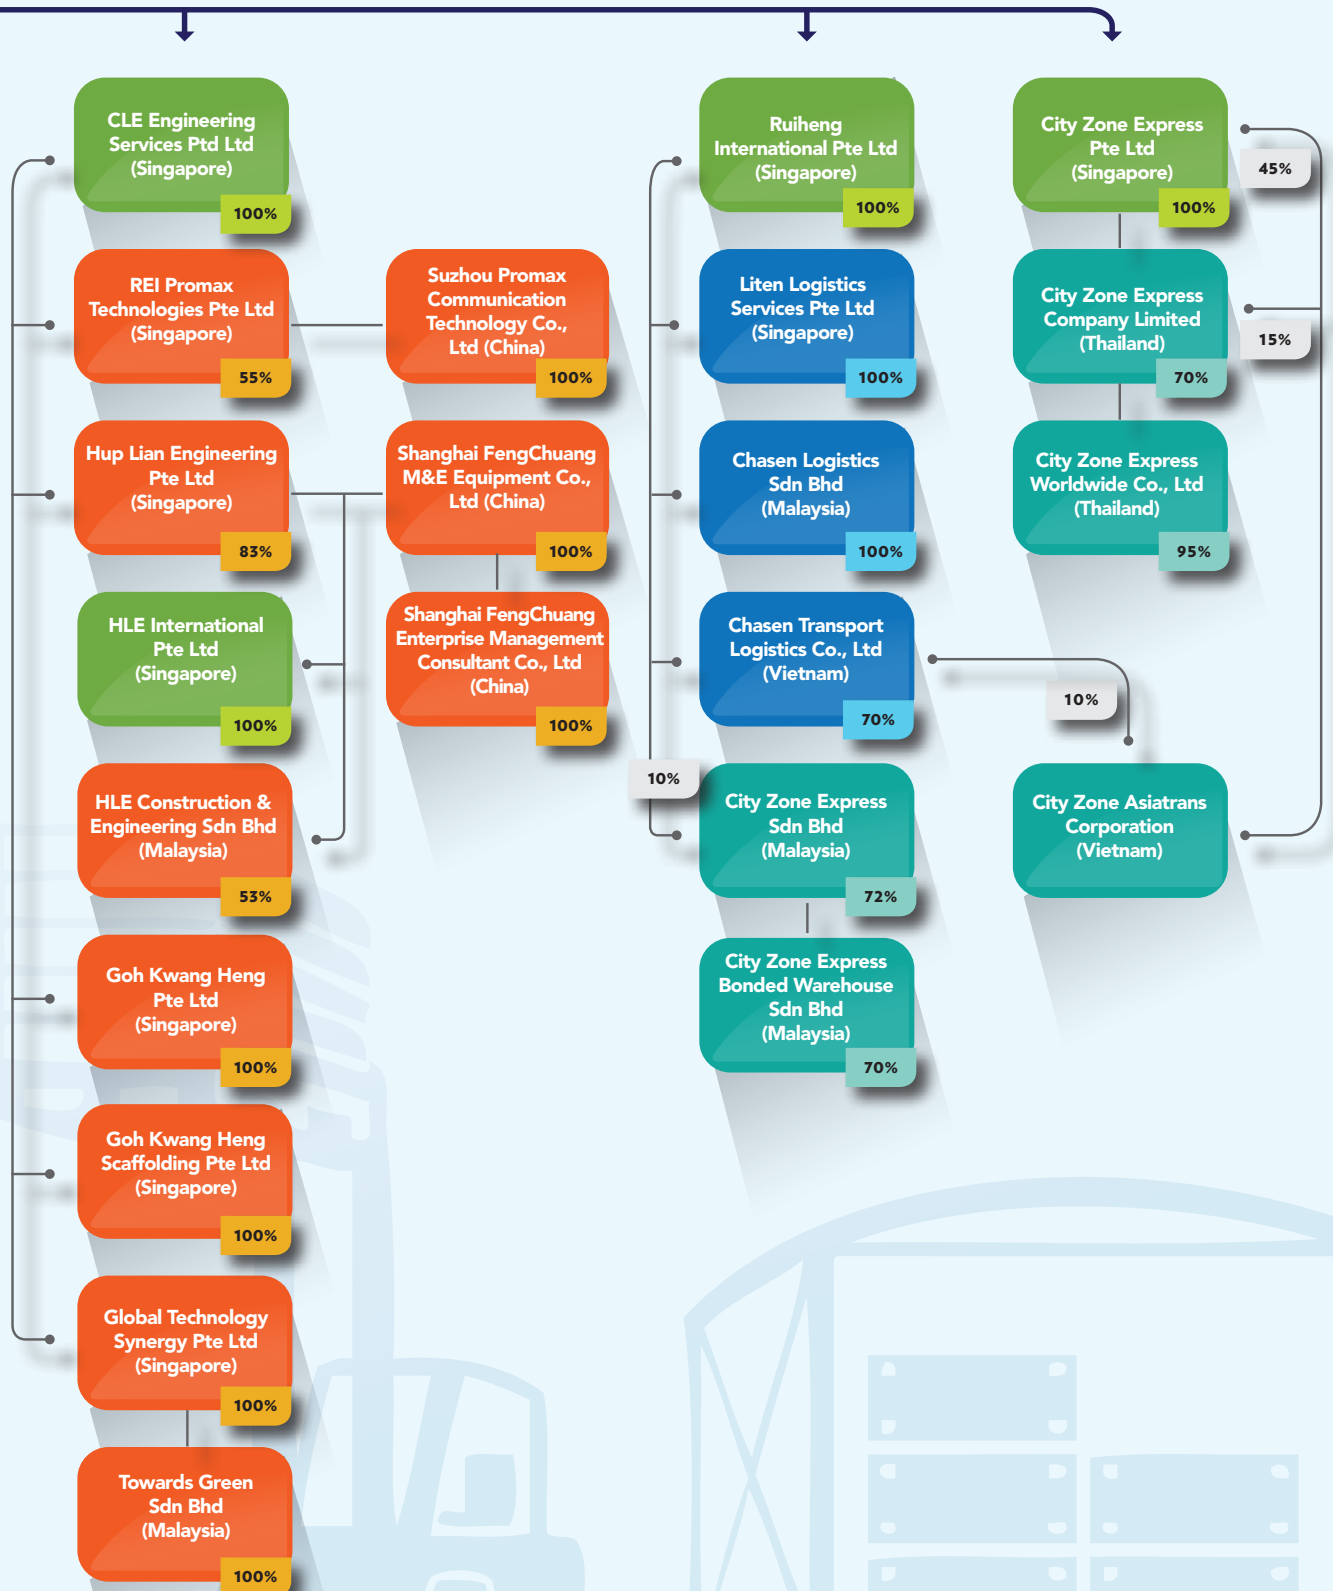 CLE Engineering
Services Ptd Ltd
(Singapore)
100%
REI Promax
Technologies Pte Ltd
(Singapore)
55%
Suzhou Promax
Communication
Technology Co.,
Ltd (China)
100%
Hup Lian Engineering
Pte Ltd
(Singapore)
83%
Shanghai FengChuang
M&E Equipment Co.,
Ltd (China)
100%
HLE International
Pte Ltd
(Singapore)
100%
Shanghai FengChuang
Enterprise Management
Consultant Co., Ltd
(China)
100%
HLE Construction &
Engineering Sdn Bhd
(Malaysia)
53%
Goh Kwang Heng
Pte Ltd
(Singapore)
100%
Goh Kwang Heng
Scaffolding Pte Ltd
(Singapore)
100%
Global Technology
Synergy Pte Ltd
(Singapore)
100%
Towards Green
Sdn Bhd
(Malaysia)
100%
Ruiheng
International Pte Ltd
(Singapore)
100%
Liten Logistics
Services Pte Ltd
(Singapore)
100%
Chasen Logistics
Sdn Bhd
(Malaysia)
100%
Chasen Transport
Logistics Co., Ltd
(Vietnam)
70%
10%
10%
City Zone Express
Sdn Bhd
(Malaysia)
72%
City Zone Express
Bonded Warehouse
Sdn Bhd
(Malaysia)
70%
City Zone Express
Pte Ltd
(Singapore)
100%
45%
City Zone Express
Company Limited
(Thailand)
70%
15%
City Zone Express
Worldwide Co., Ltd
(Thailand)
95%
City Zone Asiatrans
Corporation
(Vietnam)